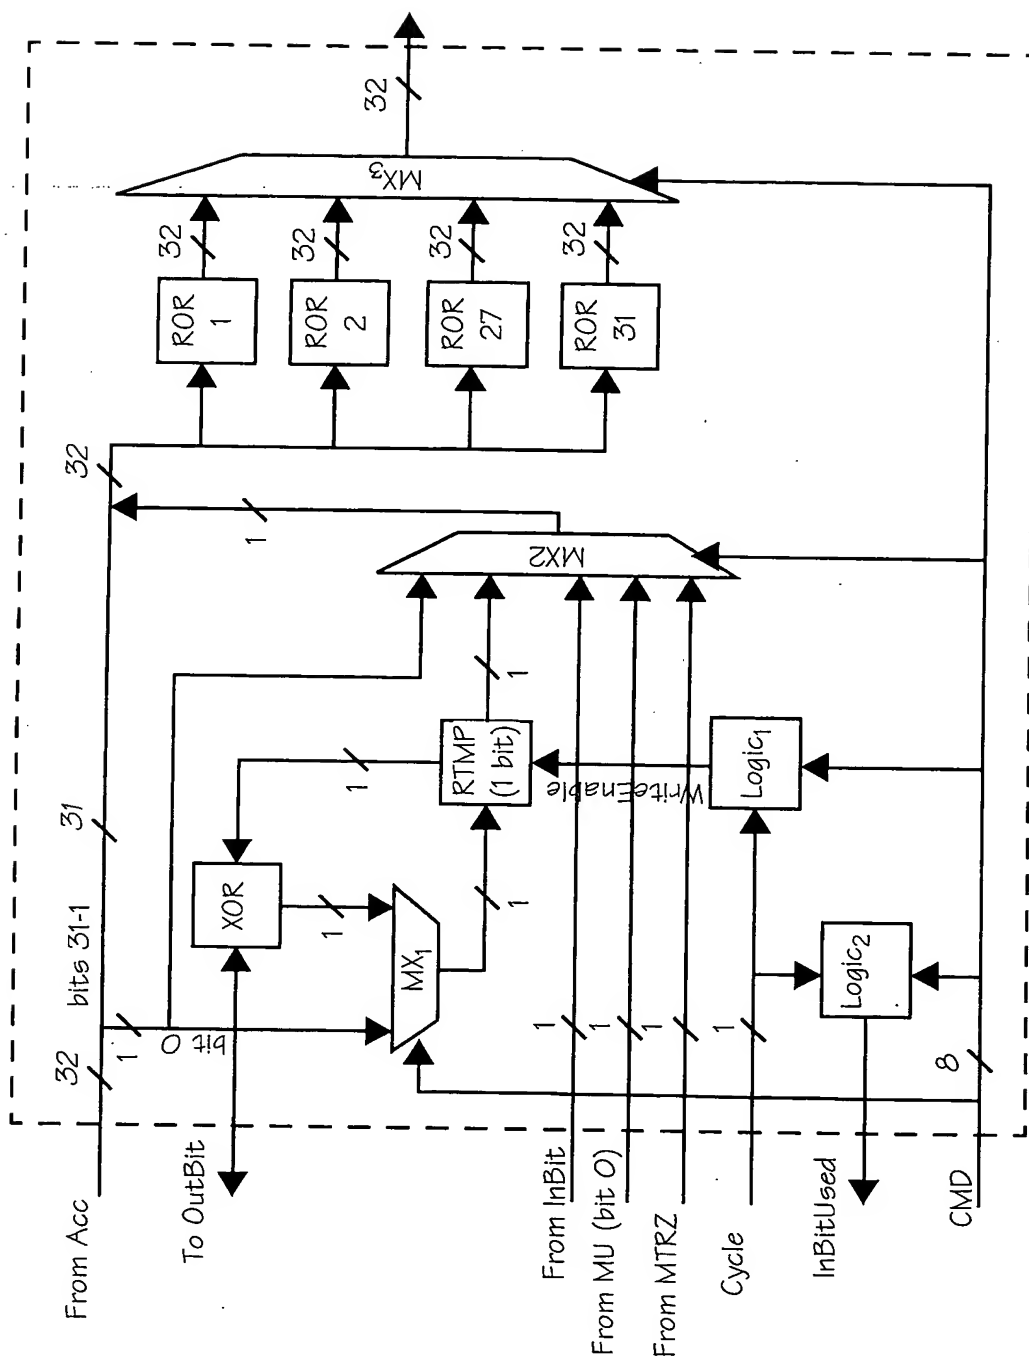 From Acc
32
1
bit 0
bits 31-1
31
32
To OutBit
XOR
1
1
MX1
1
RTMP
(1 bit)
1
WriteEnable
MX2
1
ROR
1
32
ROR
2
32
ROR
27
32
ROR
31
32
MX3
32
From InBit
1
From MU (bit 0)
1
From MTRZ
1
Cycle
1
Logic1
Logic2
InBitUsed
CMD
8